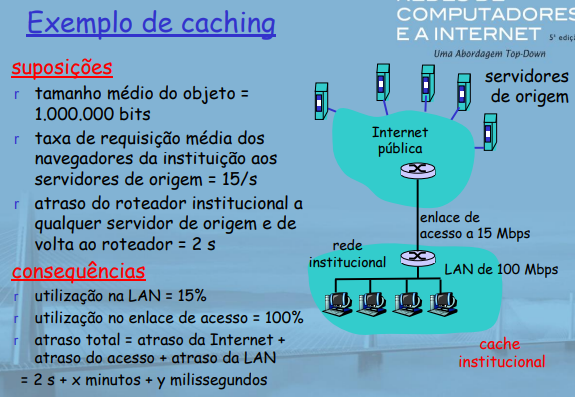 Exemplo de caching
COMPUTADORES
E A INTERNET 5ª
Uma Abordagem Top-Down
suposições
r tamanho médio do objeto =
1.000.000 bits
r taxa de requisição média dos
navegadores da instituição aos
servidores de origem = 15/s
r atraso do roteador institucional a
qualquer servidor de origem e de
volta ao roteador = 2 s
consequências
r utilização na LAN = 15%
r utilização no enlace de acesso = 100%
r atraso total = atraso da Internet +
atraso do acesso + atraso da LAN
= 2 s + x minutos + y milissegundos
servidores
de origem
Internet
pública
enlace de
acesso a 15 Mbps
rede
institucional
LAN de 100 Mbps
cache
institucional